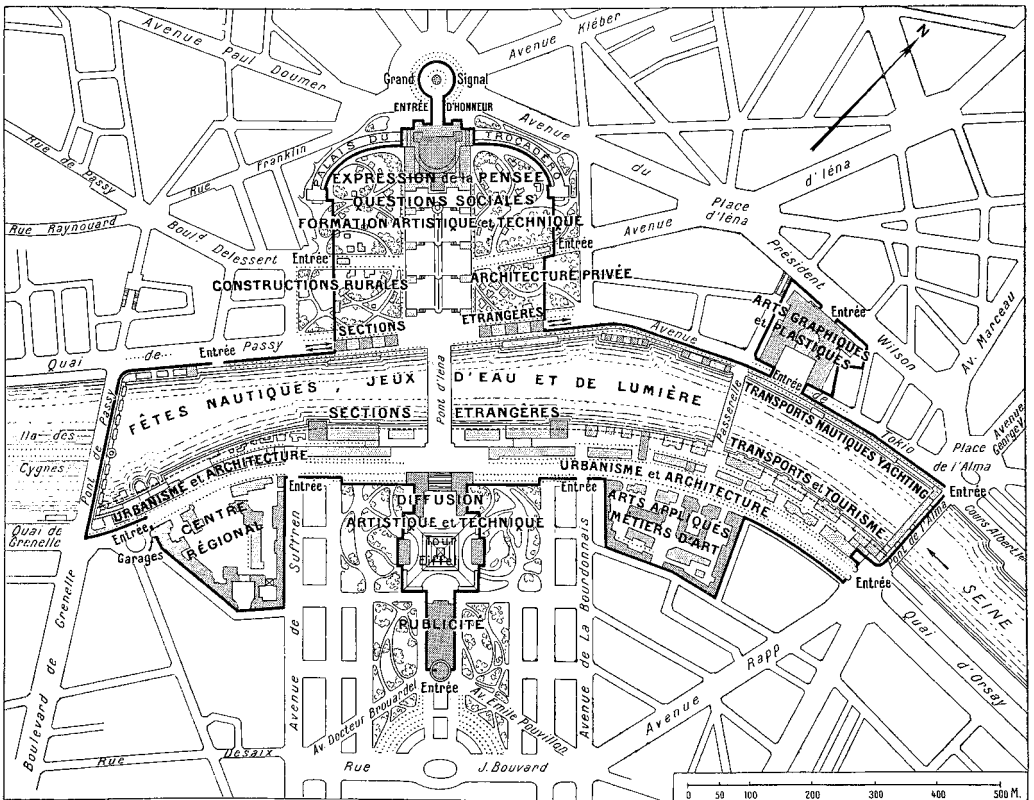 Avenue Paul Doumer
Avenue Kléber
N
Grand Signal
ENTRÉE D'HONNEUR
Rue de Passy
Rue Franklin
PALAIS DU TROCADÉRO
Avenue du Président Wilson
Avenue d'Iéna
Place d'Iéna
EXPRESSION de la PENSÉE
QUESTIONS SOCIALES
FORMATION ARTISTIQUE et TECHNIQUE
Rue Raynouard
Boul.d Delessert
Entrée
Entrée
CONSTRUCTIONS RURALES
ARCHITECTURE PRIVÉE
SECTIONS ETRANGÈRES
ARTS GRAPHIQUES
et PLASTIQUES
Entrée
Av. Marceau
Quai de Passy
Entrée
Avenue de Tokio
Entrée
Avenue George V
Place
de l'Alma
FÊTES NAUTIQUES, JEUX D'EAU ET DE LUMIÈRE
Pont d'Iéna
Passerelle
TRANSPORTS NAUTIQUES YACHTING
Ile des
Cygnes
Pont de Passy
SECTIONS ETRANGÈRES
URBANISME et ARCHITECTURE
URBANISME et ARCHITECTURE
TRANSPORTS et TOURISME
Entrée
Pont de l'Alma
Cours Albert
SEINE
Quai de
Grenelle
Entrée
Garages
CENTRE
RÉGIONAL
Entrée
DIFFUSION
ARTISTIQUE et TECHNIQUE
Tour
Eiffel
Entrée
ARTS APPLIQUÉS
MÉTIERS D'ART
Entrée
Quai d'Orsay
PUBLICITÉ
Entrée
Boulevard de Grenelle
Avenue de Suffren
Avenue de La Bourdonnais
Avenue Rapp
Av. Docteur Brouardel
Av. Emile Pouvillon
Rue Desaix
Rue J. Bouvard
0 50 100 200 300 400 500 M.